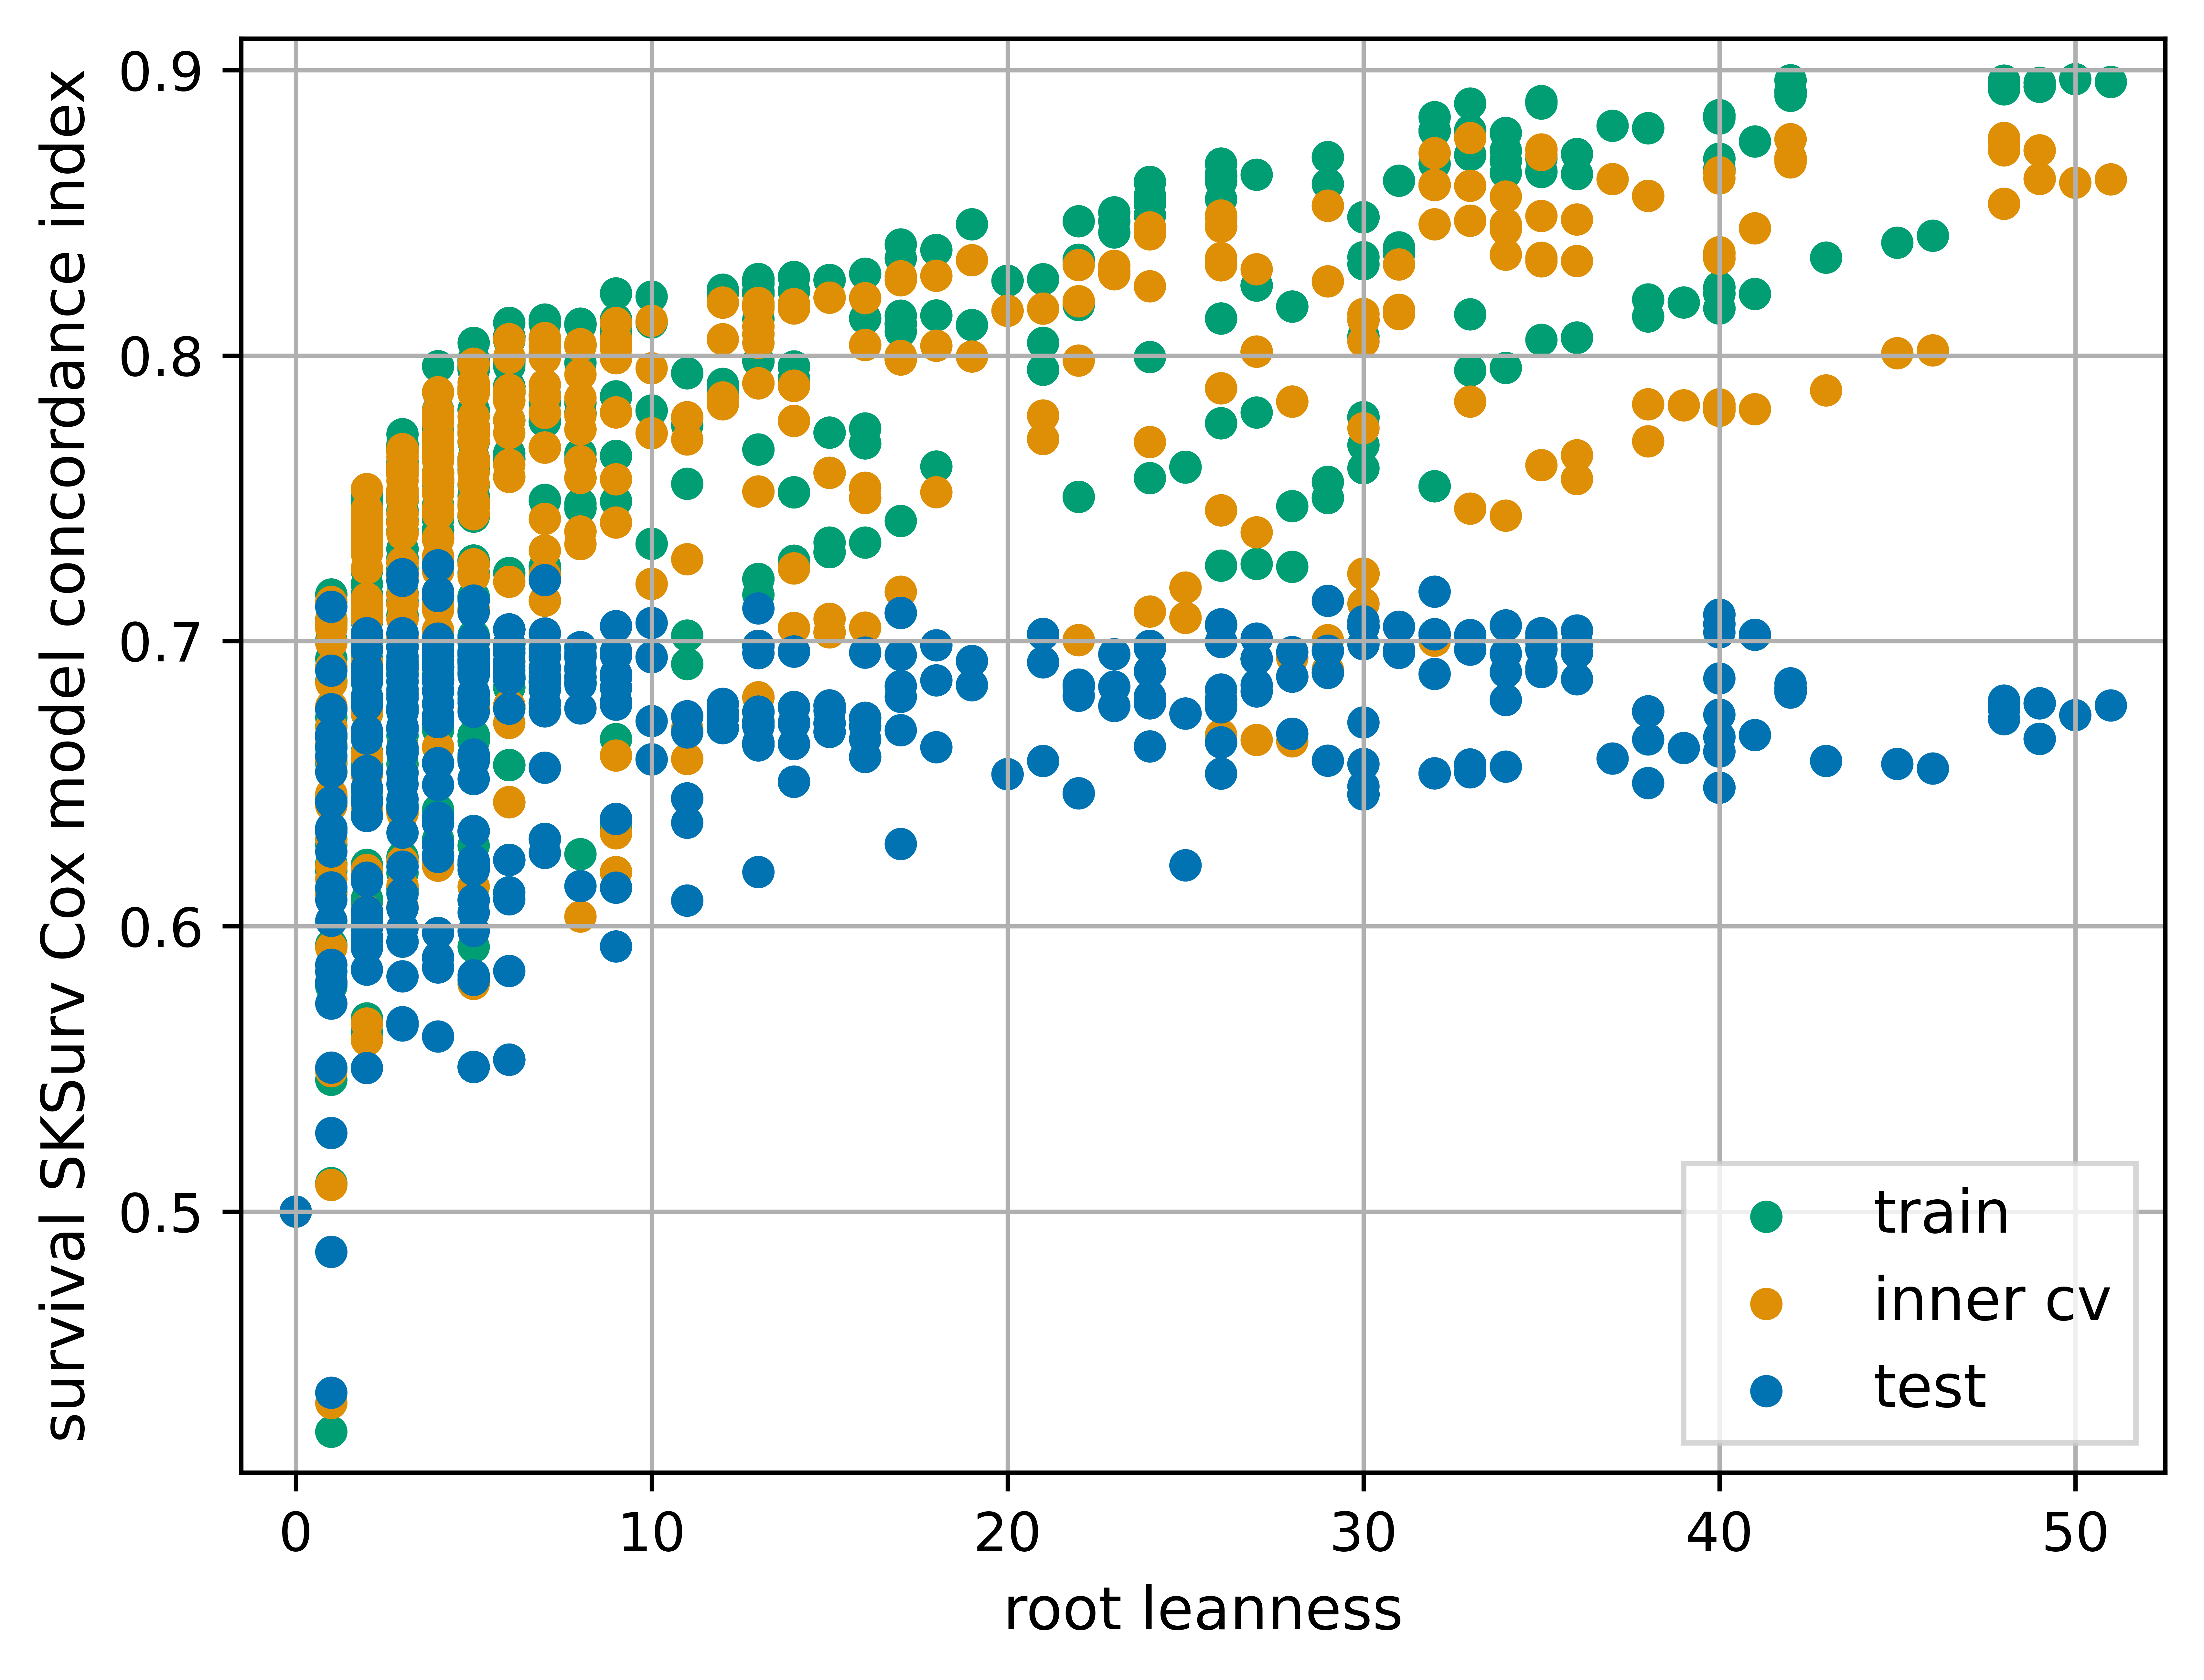 survival SKSurv Cox model concordance index
0.9
0.8
0.7
0.6
0.5
0
10
20
30
40
50
root leanness
train
inner cv
test